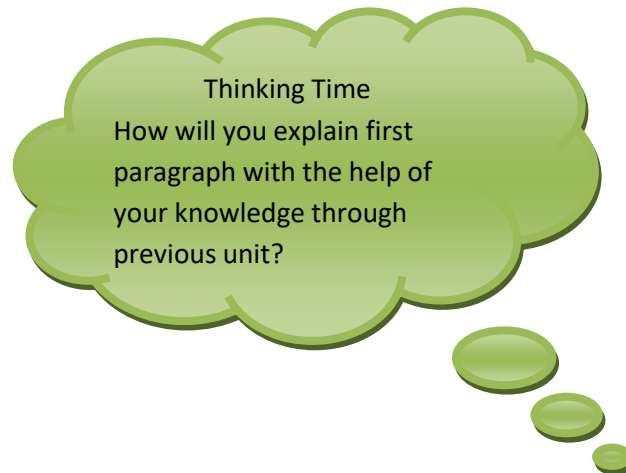 Thinking Time
How will you explain first
paragraph with the help of
your knowledge through
previous unit?